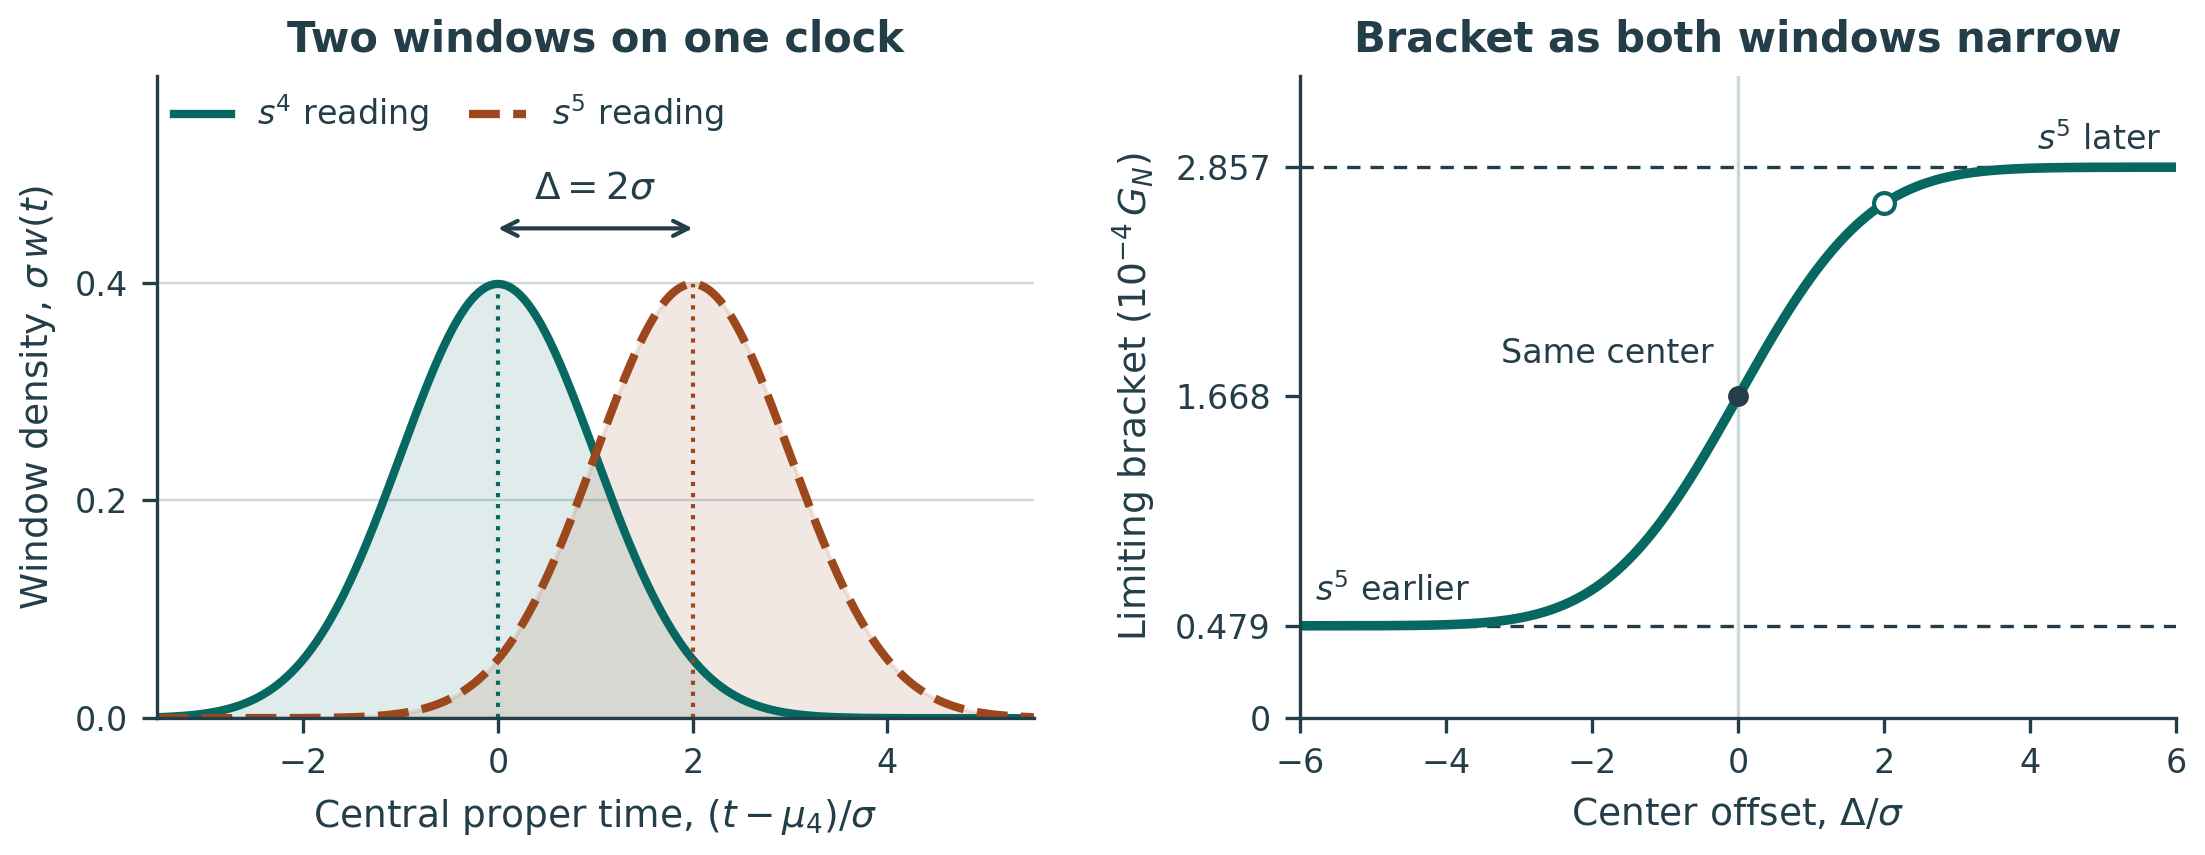 Two windows on one clock
s⁴ reading
s⁵ reading
Δ = 2σ
Window density, σ w(t)
0.4
0.2
0.0
−2
0
2
4
Central proper time, (t − μ₄)/σ
Bracket as both windows narrow
Limiting bracket (10⁻⁴ G_N)
2.857
1.668
0.479
0
s⁵ later
Same center
s⁵ earlier
−6
−4
−2
0
2
4
6
Center offset, Δ/σ